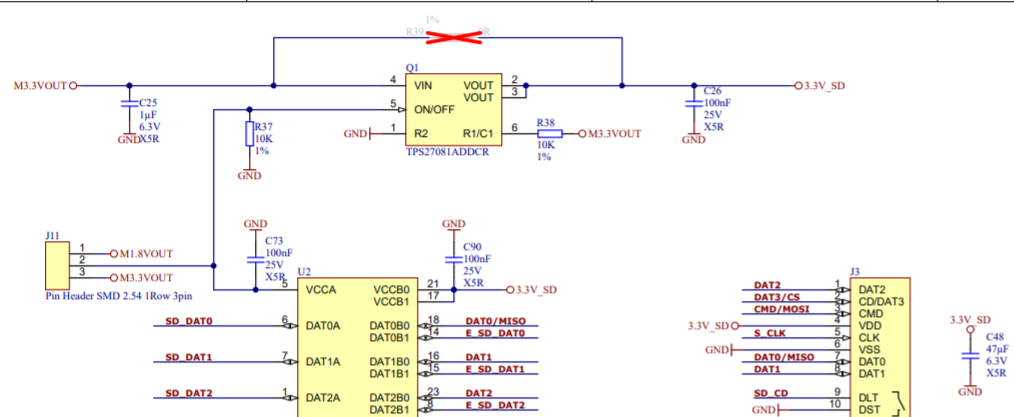 1%
R39 0R
Q1
M3.3VOUT 4 VIN VOUT 2 3.3V_SD
VOUT 3
C25
1µF
6.3V
X5R
GND
5 ON/OFF
C26
100nF
25V
X5R
GND
R37
10K
1%
GND
GND 1 R2 R1/C1 6 R38 M3.3VOUT
10K
1%
TPS27081ADDCR
J11
1 M1.8VOUT
2
3 M3.3VOUT
Pin Header SMD 2.54 1Row 3pin
GND
C73
100nF
25V
X5R
GND
C90
100nF
25V
X5R
U2
5 VCCA VCCB0 21 3.3V_SD
VCCB1 17
SD_DAT0 6 DAT0A DAT0B0 18 DAT0/MISO
DAT0B1 14 E_SD_DAT0
SD_DAT1 7 DAT1A DAT1B0 16 DAT1
DAT1B1 15 E_SD_DAT1
SD_DAT2 1 DAT2A DAT2B0 23 DAT2
DAT2B1 8 E_SD_DAT2
J3
DAT2 1 DAT2
DAT3/CS 2 CD/DAT3
CMD/MOSI 3 CMD
3.3V_SD 4 VDD
S_CLK 5 CLK
GND 6 VSS
DAT0/MISO 7 DAT0
DAT1 8 DAT1
SD_CD 9 DLT
GND 10 DST
3.3V_SD
C48
47µF
6.3V
X5R
GND